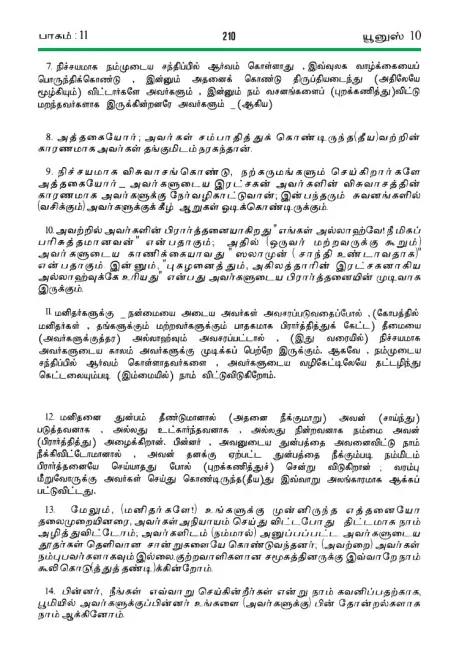 பாகம் : 11 210 யூனுஸ் 10
7. நிச்சயமாக நம்முடைய சந்திப்பில் ஆர்வம் கொள்ளாது , இவ்வுலக வாழ்க்கையைப்
பொருந்திக்கொண்டு , இன்னும் அதனைக் கொண்டு திருப்தியடைந்து (அதிலேயே
மூழ்கியும்) விட்டார்களே அவர்களும் , இன்னும் நம் வசனங்களைப் (புறக்கணித்து)விட்டு
மறந்தவர்களாக இருக்கின்றனரே அவர்களும் _ (ஆகிய)
8. அத்தகையோர்; அவர்கள் சம்பாதித்துக் கொண்டிருந்த(தீய)வற்றின்
காரணமாக அவர்கள் தங்குமிடம் நரகந்தான்.
9. நிச்சயமாக விசுவாசங்கொண்டு, நற்கருமங்களும் செய்கிறார்களே
அத்தகையோர் _ அவர்களுடைய இரட்சகன் அவர்களின் விசுவாசத்தின்
காரணமாக அவர்களுக்கு நேர்வழிகாட்டுவான்; இன்பந்தரும் சுவனங்களில்
(வசிக்கும்) அவர்களுக்குக் கீழ் ஆறுகள் ஓடிக்கொண்டிருக்கும்.
10. அவற்றில் அவர்களின் பிரார்த்தனையாகிறது "எங்கள் அல்லாஹ்வே! நீ மிகப்
பரிசுத்தமானவன்" என்பதாகும்; அதில் (ஒருவர் மற்றவருக்கு கூறும்)
அவர்களுடைய காணிக்கையாவது "ஸலாமுன் (சாந்தி உண்டாவதாக)"
என்பதாகும் இன்னும், "புகழனைத்தும், அகிலத்தாரின் இரட்சகனாகிய
அல்லாஹ்வுக்கே உரியது" என்பது அவர்களுடைய பிரார்த்தனையின் முடிவாக
இருக்கும்.
11. மனிதர்களுக்கு _ நன்மையை அடைய அவர்கள் அவசரப்படுவதைப்போல் , (கோபத்தில்
மனிதர்கள் , தங்களுக்கும் மற்றவர்களுக்கும் பாதகமாக பிரார்த்தித்துக் கேட்ட) தீமையை
(அவர்களுக்குத்தர) அல்லாஹ்வும் அவசரப்பட்டால் , (இது வரையில்) நிச்சயமாக
அவர்களுடைய காலம் அவர்களுக்கு முடிக்கப் பெற்றே இருக்கும். ஆகவே , நம்முடைய
சந்திப்பில் ஆர்வம் கொள்ளாதவர்களை , அவர்களுடைய வழிகேட்டிலேயே தட்டழிந்து
கெட்டலையும்படி (இம்மையில்) நாம் விட்டுவிடுகிறோம்.
12. மனிதனை துன்பம் தீண்டுமானால் (அதனை நீக்குமாறு) அவன் (சாய்ந்து)
படுத்தவனாக , அல்லது உட்கார்ந்தவனாக , அல்லது நின்றவனாக நம்மை அவன்
(பிரார்த்தித்து) அழைக்கிறான். பின்னர் , அவனுடைய துன்பத்தை அவனைவிட்டு நாம்
நீக்கிவிட்டோமானால் , அவன் தனக்கு ஏற்பட்ட துன்பத்தை நீக்கும்படி நம்மிடம்
பிரார்த்தனையே செய்யாதது போல் (புறக்கணித்துச்) சென்று விடுகிறான் ; வரம்பு
மீறுவோருக்கு அவர்கள் செய்து கொண்டிருந்த(தீய)து இவ்வாறு அலங்காரமாக ஆக்கப்
பட்டுவிட்டது.
13. மேலும், (மனிதர்களே!) உங்களுக்கு முன்னிருந்த எத்தனையோ
தலைமுறையினரை, அவர்கள் அநியாயம் செய்து விட்டபோது திட்டமாக நாம்
அழித்துவிட்டோம்; அவர்களிடம் (நம்மால்) அனுப்பப்பட்ட அவர்களுடைய
தூதர்கள் தெளிவான சான்றுகளையே கொண்டுவந்தனர்; (அவற்றை) அவர்கள்
நம்புபவர்களாகவும் இல்லை. குற்றவாளிகளான சமூகத்தினருக்கு இவ்வாறே நாம்
கூலி கொடு(த்துத் தண்டி)க்கின்றோம்.
14. பின்னர், நீங்கள் எவ்வாறு செய்கின்றீர்கள் என்று நாம் கவனிப்பதற்காக,
பூமியில் அவர்களுக்குப்பின்னர் உங்களை (அவர்களுக்கு) பின் தோன்றல்களாக
நாம் ஆக்கினோம்.